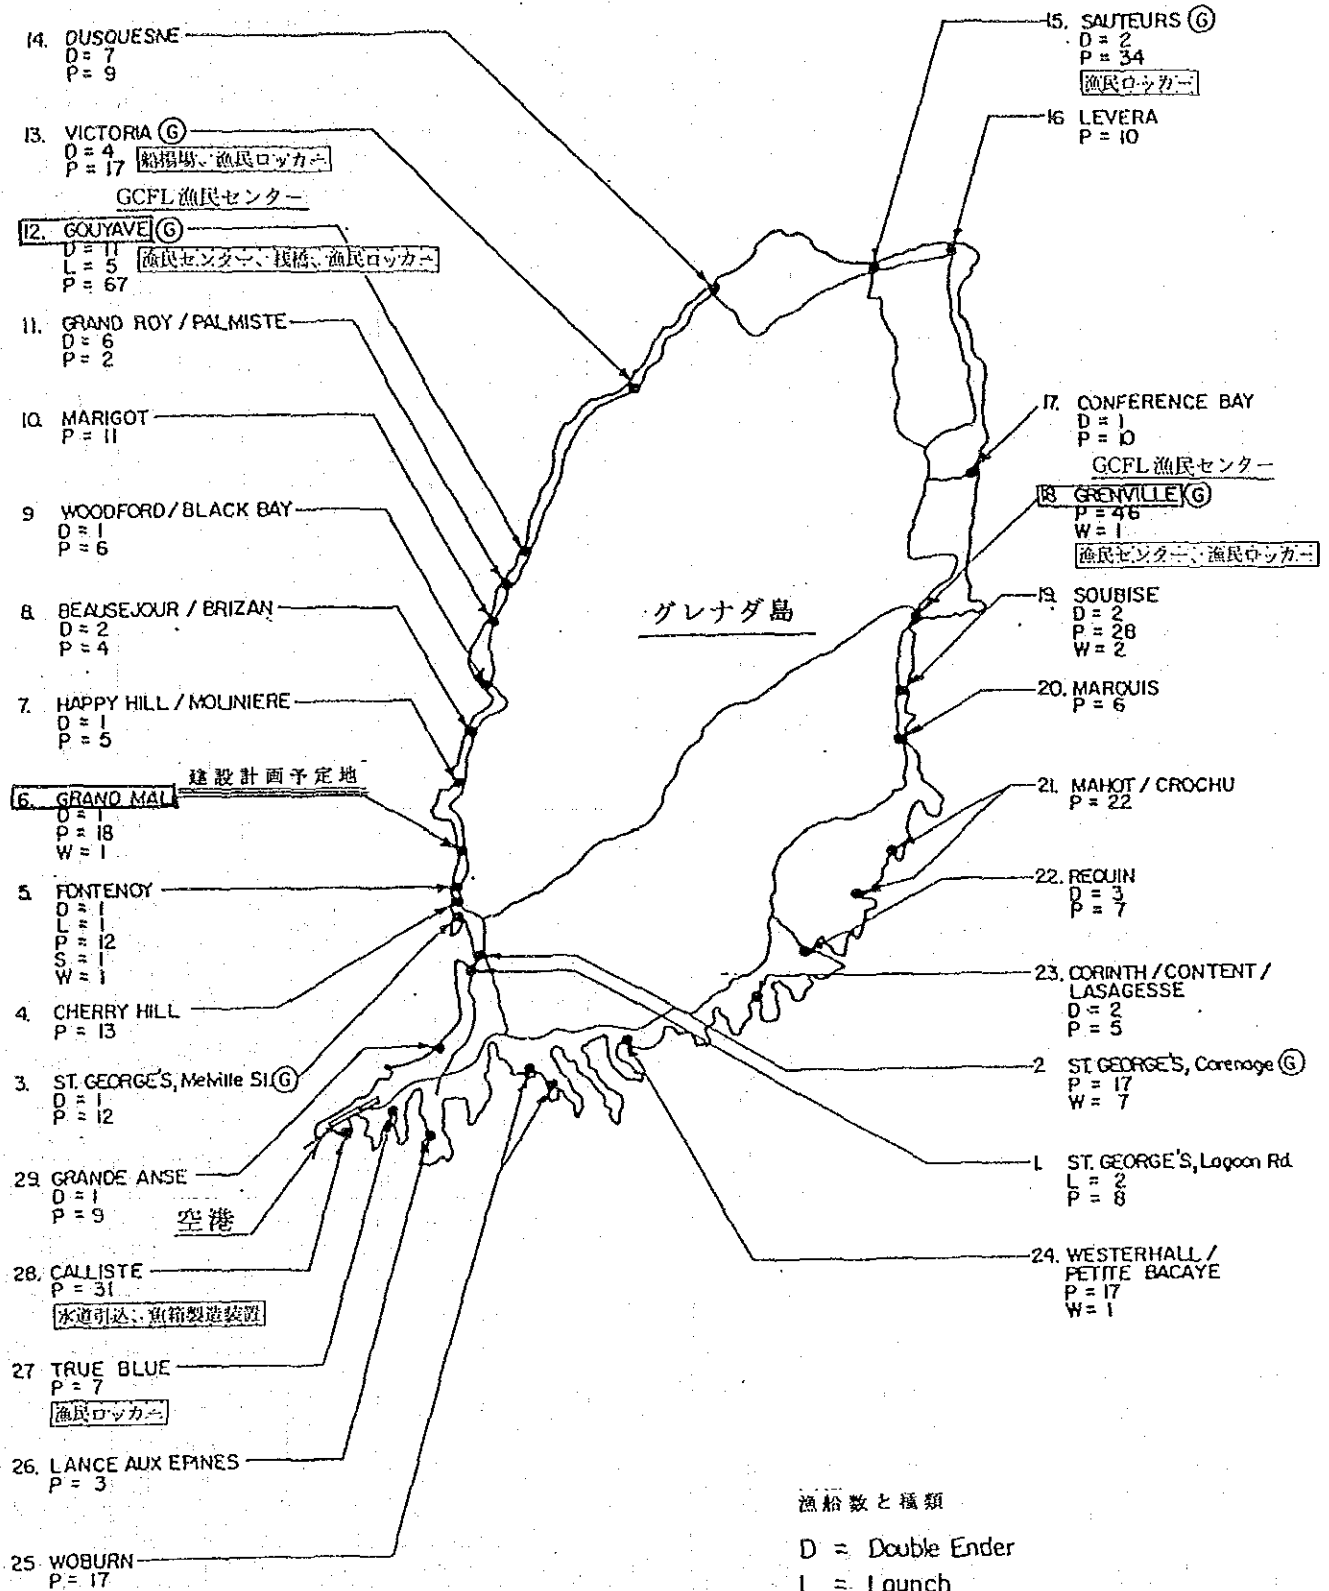 14. DUSQUESNE
D = 7
P = 9
13. VICTORIA Ⓖ
D = 4
P = 17
船揚場、漁民ロッカー
GCFL 漁民センター
12. GOUYAVE Ⓖ
D = 11
L = 5
P = 67
漁民センター、桟橋、漁民ロッカー
11. GRAND ROY / PALMISTE
D = 6
P = 2
10. MARIGOT
P = 11
9 WOODFORD / BLACK BAY
D = 1
P = 6
8. BEAUSEJOUR / BRIZAN
D = 2
P = 4
7. HAPPY HILL / MOLINIERE
D = 1
P = 5
建設計画予定地
6. GRAND MAL
D = 1
P = 18
W = 1
5. FONTENOY
D = 1
L = 1
P = 12
S = 1
W = 1
4. CHERRY HILL
P = 13
3. ST. GEORGE'S, Melville St. Ⓖ
D = 1
P = 12
29. GRANDE ANSE
D = 1
P = 9
空港
28. CALLISTE
P = 31
水道引込、魚箱製造装置
27 TRUE BLUE
P = 7
漁民ロッカー
26. LANCE AUX EPINES
P = 3
25 WOBURN
P = 17
グレナダ島
15. SAUTEURS Ⓖ
D = 2
P = 34
漁民ロッカー
16 LEVERA
P = 10
17. CONFERENCE BAY
D = 1
P = 10
GCFL 漁民センター
18. GRENVILLE Ⓖ
P = 46
W = 1
漁民センター、漁民ロッカー
19. SOUBISE
D = 2
P = 28
W = 2
20. MARQUIS
P = 6
21. MAHOT / CROCHU
P = 22
22. REQUIN
D = 3
P = 7
23. CORINTH / CONTENT /
LASAGESSE
D = 2
P = 5
2 ST. GEORGE'S, Carenage Ⓖ
P = 17
W = 7
1. ST. GEORGE'S, Lagoon Rd.
L = 2
P = 8
24. WESTERHALL /
PETITE BACAYE
P = 17
W = 1
漁船数と種類
D = Double Ender
L = Launch